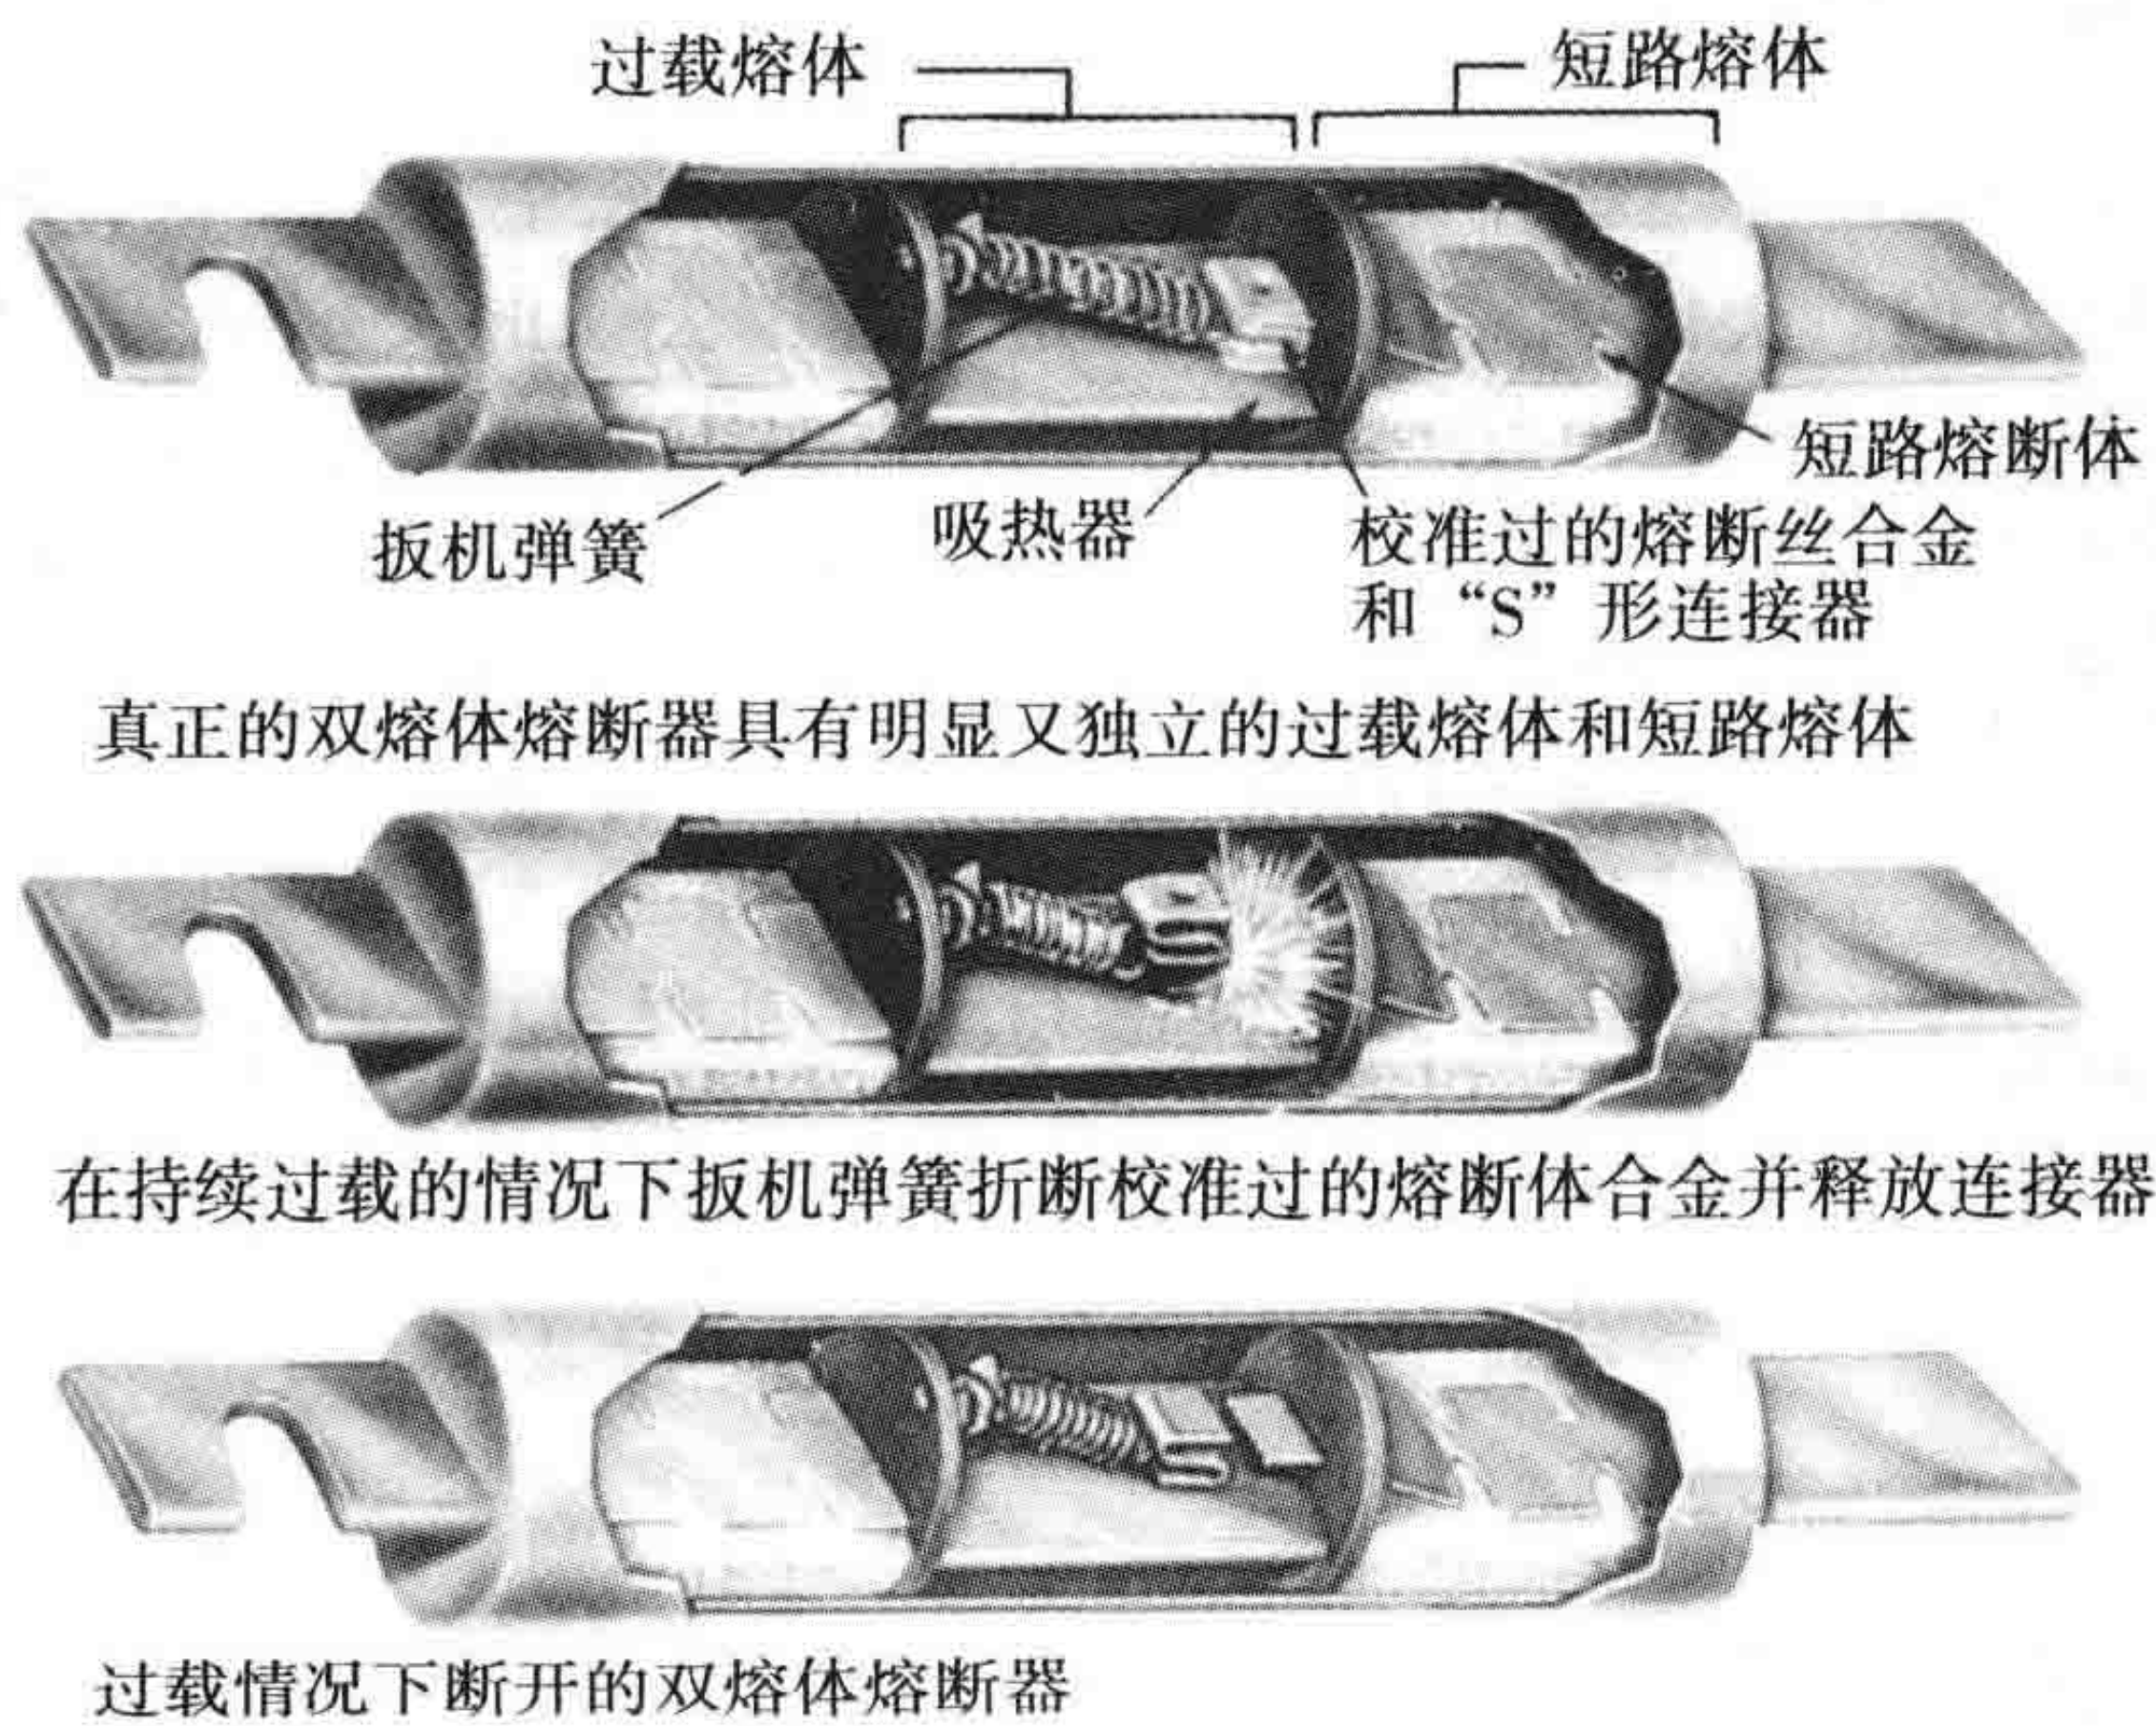 过载熔体
短路熔体
短路熔断体
扳机弹簧
吸热器
校准过的熔断丝合金
和“S”形连接器
真正的双熔体熔断器具有明显又独立的过载熔体和短路熔体
在持续过载的情况下扳机弹簧折断校准过的熔断体合金并释放连接器
过载情况下断开的双熔体熔断器